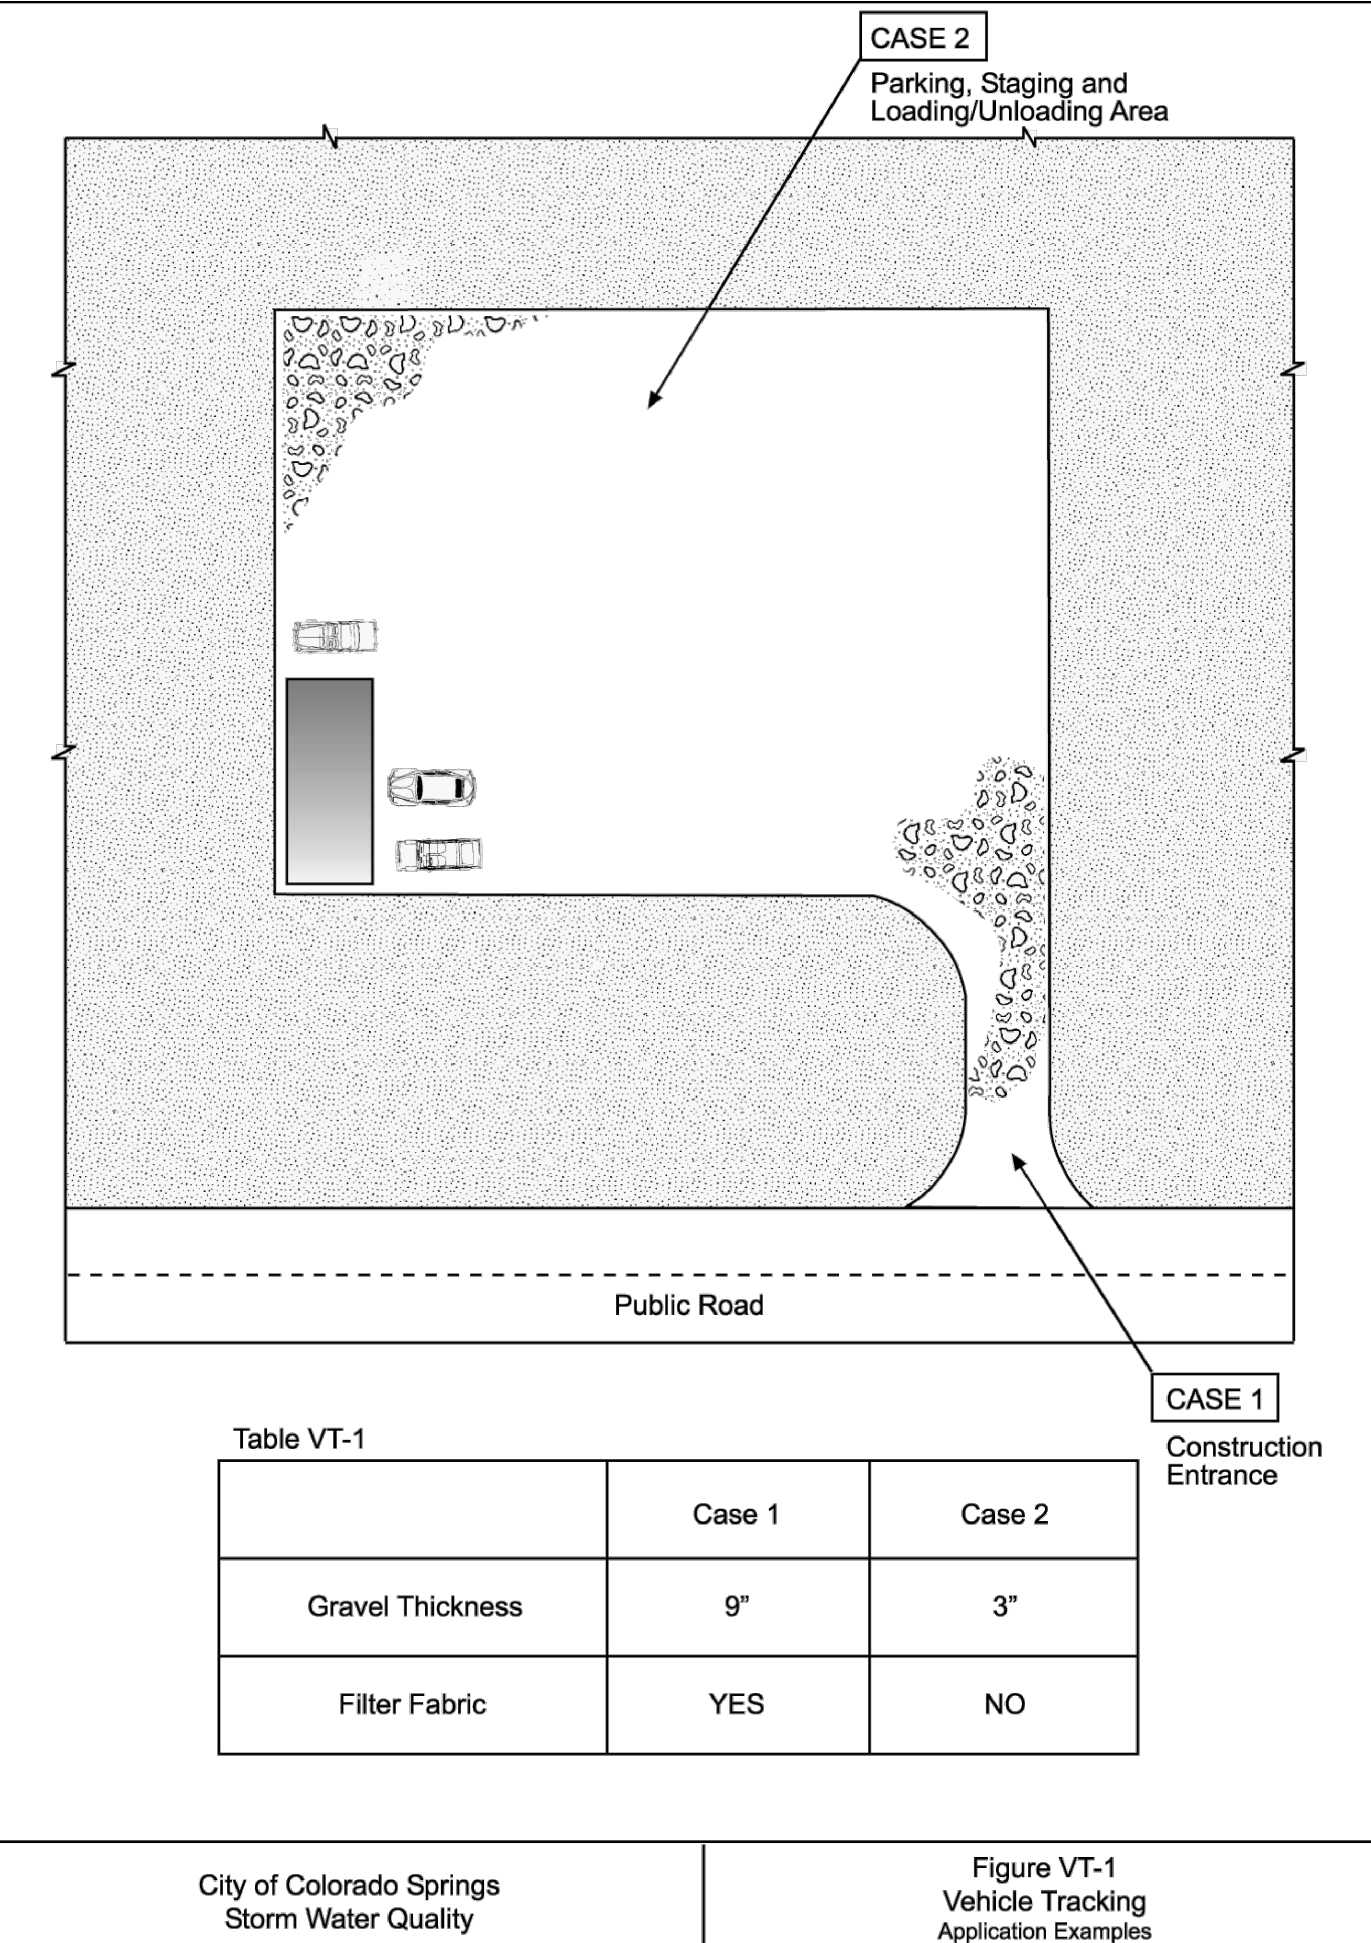 CASE 2
Parking, Staging and
Loading/Unloading Area
Public Road
CASE 1
Construction
Entrance
Table VT-1
Case 1 Case 2
Gravel Thickness 9” 3”
Filter Fabric YES NO
City of Colorado Springs
Storm Water Quality
Figure VT-1
Vehicle Tracking
Application Examples